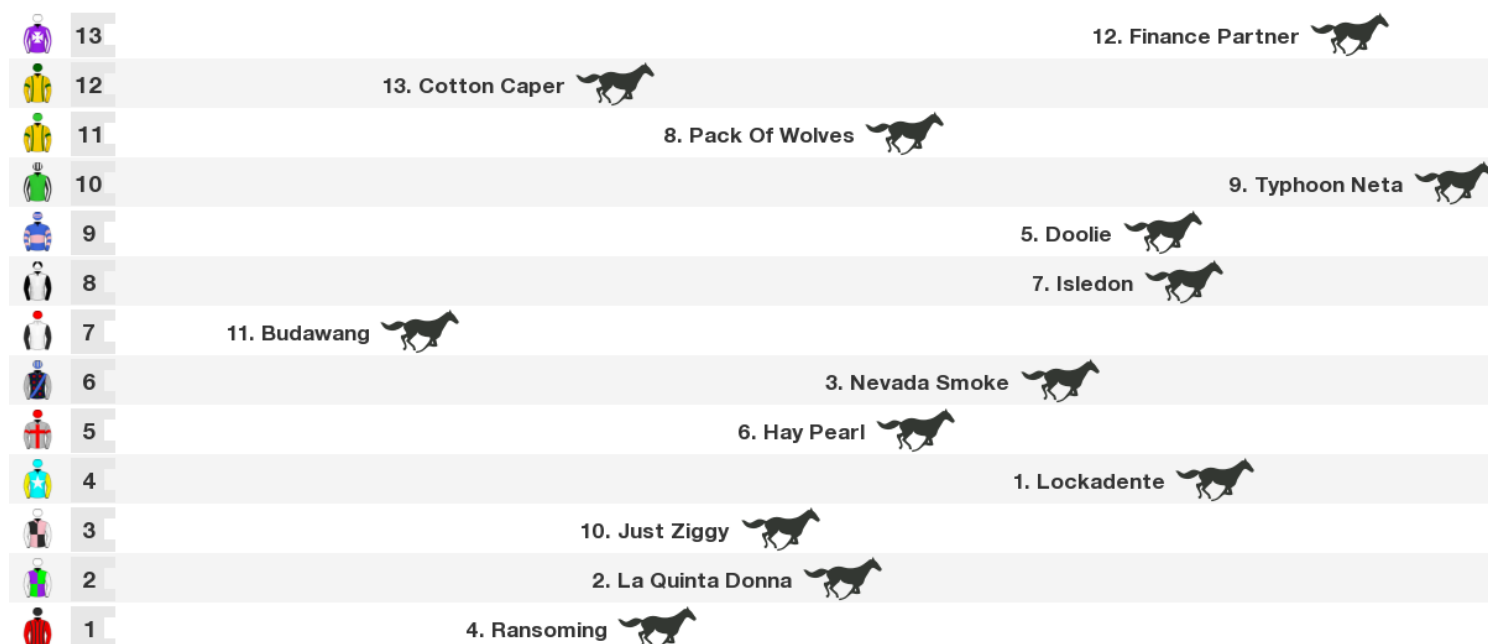 13 12. Finance Partner
12 13. Cotton Caper
11 8. Pack Of Wolves
10 9. Typhoon Neta
9 5. Doolie
8 7. Isledon
7 11. Budawang
6 3. Nevada Smoke
5 6. Hay Pearl
4 1. Lockadente
3 10. Just Ziggy
2 2. La Quinta Donna
1 4. Ransoming